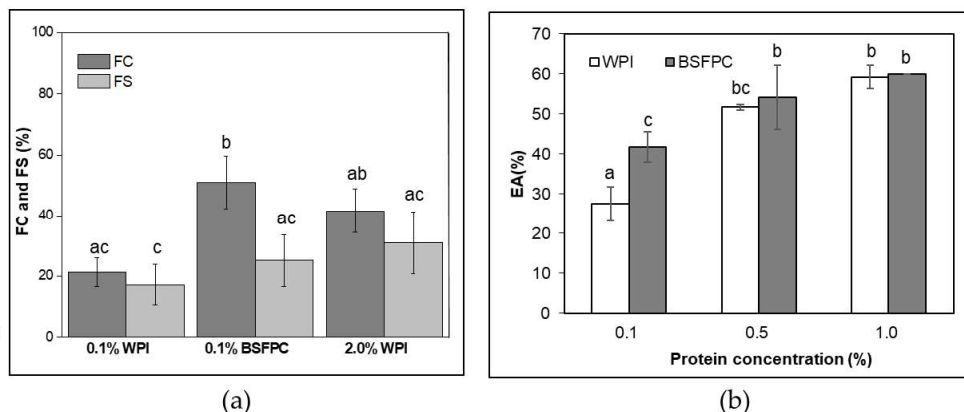 100
80
60
40
20
0
FC and FS (%)
FC
FS
ac
c
b
ac
ab
ac
0.1% WPI
0.1% BSFPC
2.0% WPI
(a)
70
60
50
40
30
20
10
0
EA(%)
WPI
BSFPC
a
c
bc
b
b
b
0.1
0.5
1.0
Protein concentration (%)
(b)